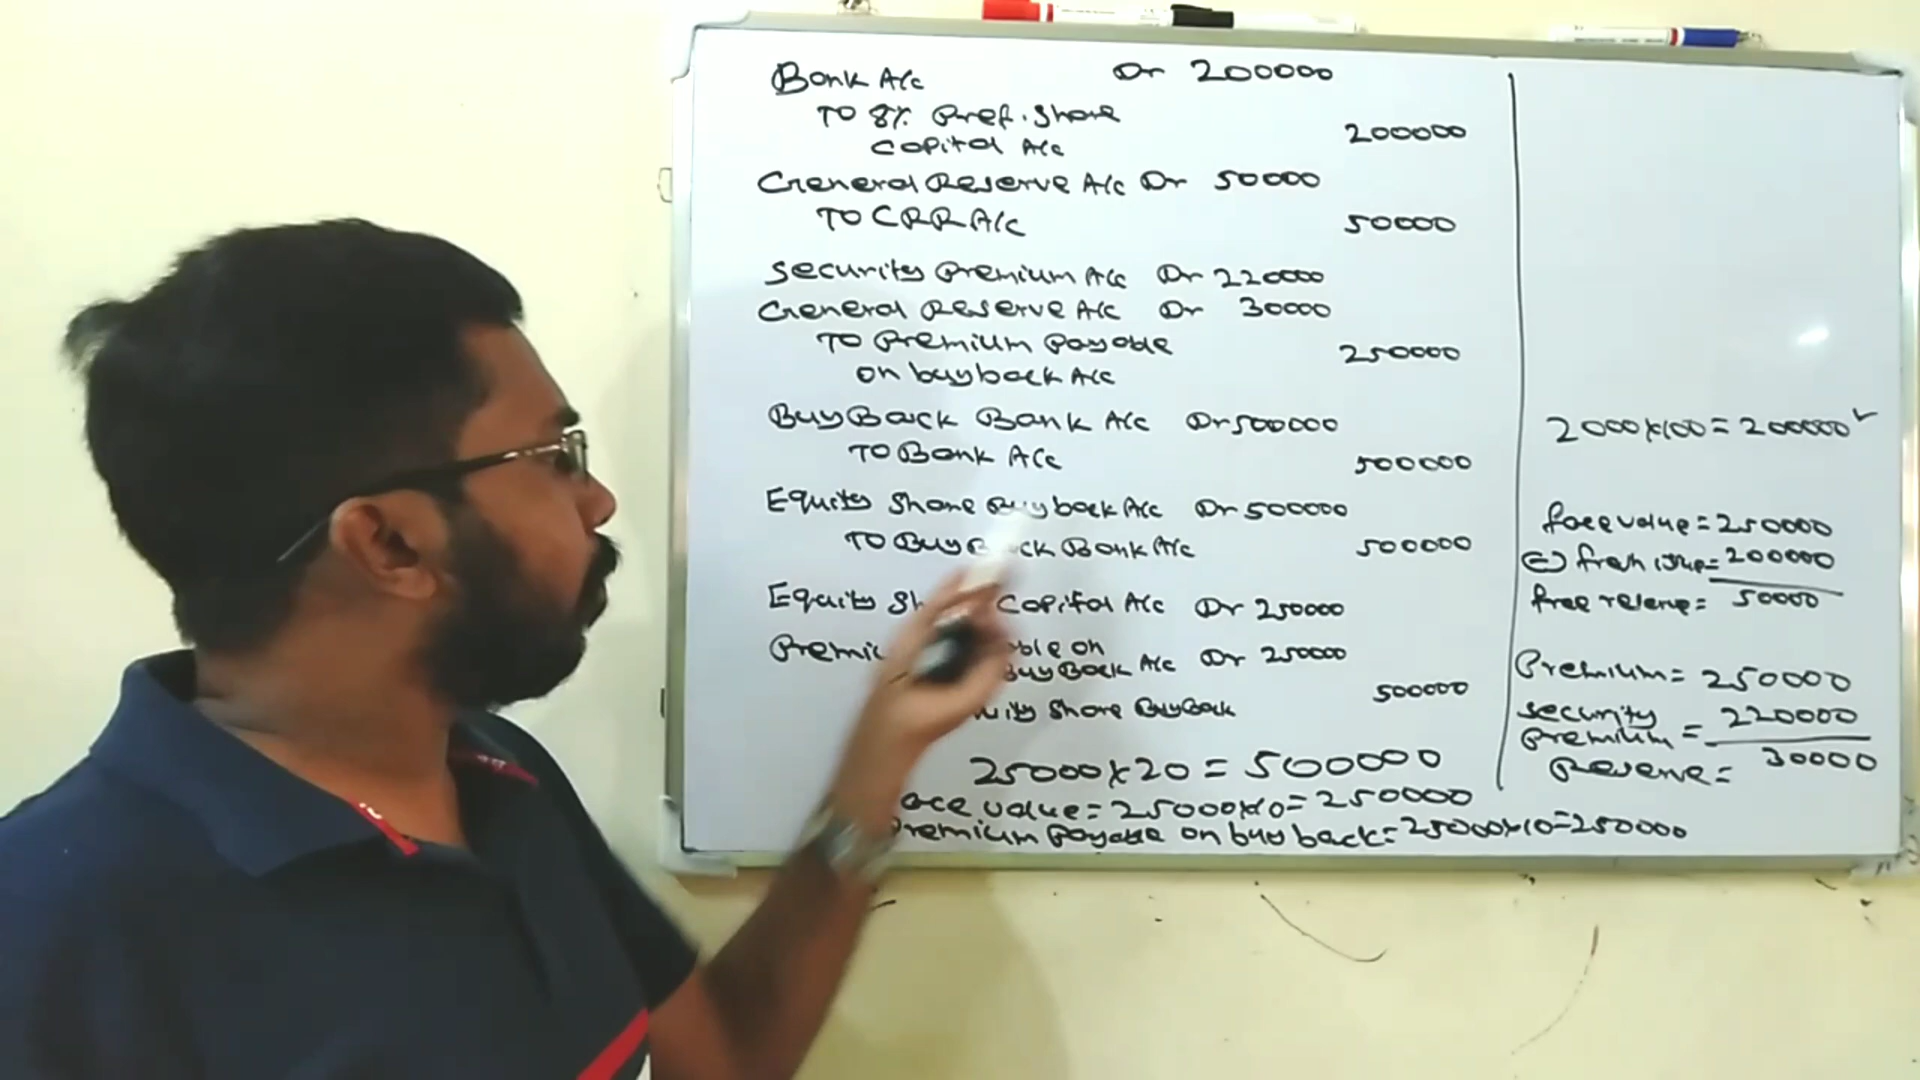 Bank A/c Dr 200000
TO 8% Pref. Share
Capital A/c 200000
General Reserve A/c Dr 50000
TO CRR A/c 50000
Security Premium A/c Dr 220000
General Reserve A/c Dr 30000
TO Premium Payable 250000
on buyback A/c
BuyBack Bank A/c Dr 500000
TO Bank A/c 500000
Equity Share Buyback A/c Dr 500000
TO BuyBack Bank A/c 500000
Equity Capital A/c Dr 250000
on
BuyBack A/c Dr 250000
Share BuyBack 500000
25000x20=500000
value=25000x10=250000
Premium Payable on buy back=25000x10=250000
2000x100=200000✓
face value=250000
(-) fresh issue=200000
free reserve= 50000
Premium= 250000
Security 220000
Premium =
Reserve= 30000